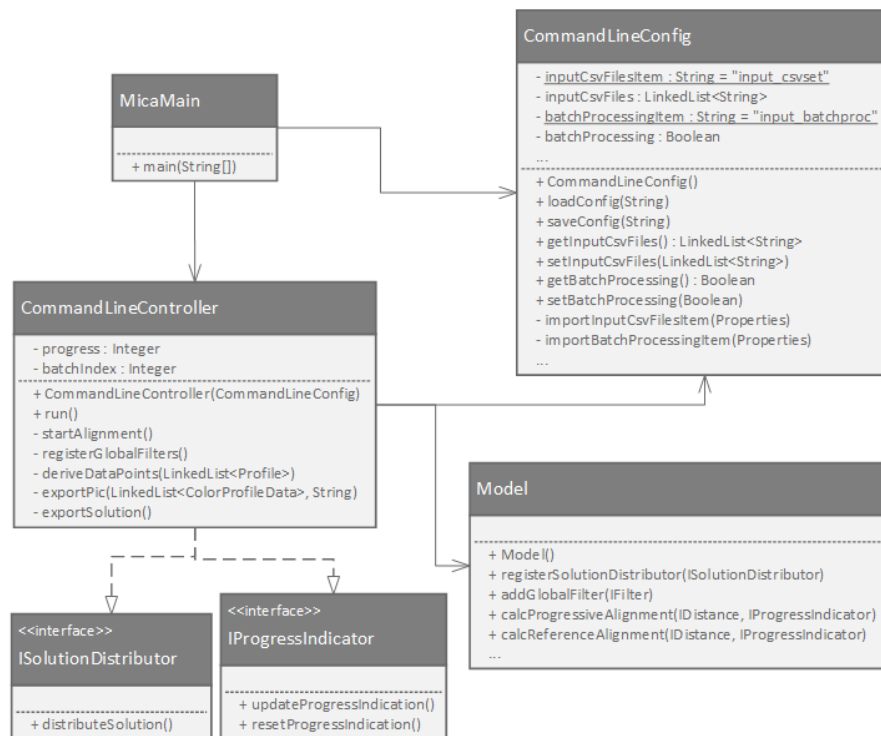 MicaMain
+ main(String[])
CommandLineConfig
- inputCsvFilesItem : String = "input_csvset"
- inputCsvFiles : LinkedList<String>
- batchProcessingItem : String = "input_batchproc"
- batchProcessing : Boolean
...
+ CommandLineConfig()
+ loadConfig(String)
+ saveConfig(String)
+ getInputCsvFiles() : LinkedList<String>
+ setInputCsvFiles(LinkedList<String>)
+ getBatchProcessing() : Boolean
+ setBatchProcessing(Boolean)
- importInputCsvFilesItem(Properties)
- importBatchProcessingItem(Properties)
...
CommandLineController
- progress : Integer
- batchIndex : Integer
+ CommandLineController(CommandLineConfig)
+ run()
- startAlignment()
- registerGlobalFilters()
- deriveDataPoints(LinkedList<Profile>)
- exportPic(LinkedList<ColorProfileData>, String)
- exportSolution()
Model
+ Model()
+ registerSolutionDistributor(ISolutionDistributor)
+ addGlobalFilter(IFilter)
+ calcProgressiveAlignment(IDistance, IProgressIndicator)
+ calcReferenceAlignment(IDistance, IProgressIndicator)
...
<<interface>>
ISolutionDistributor
+ distributeSolution()
<<interface>>
IProgressIndicator
+ updateProgressIndication()
+ resetProgressIndication()